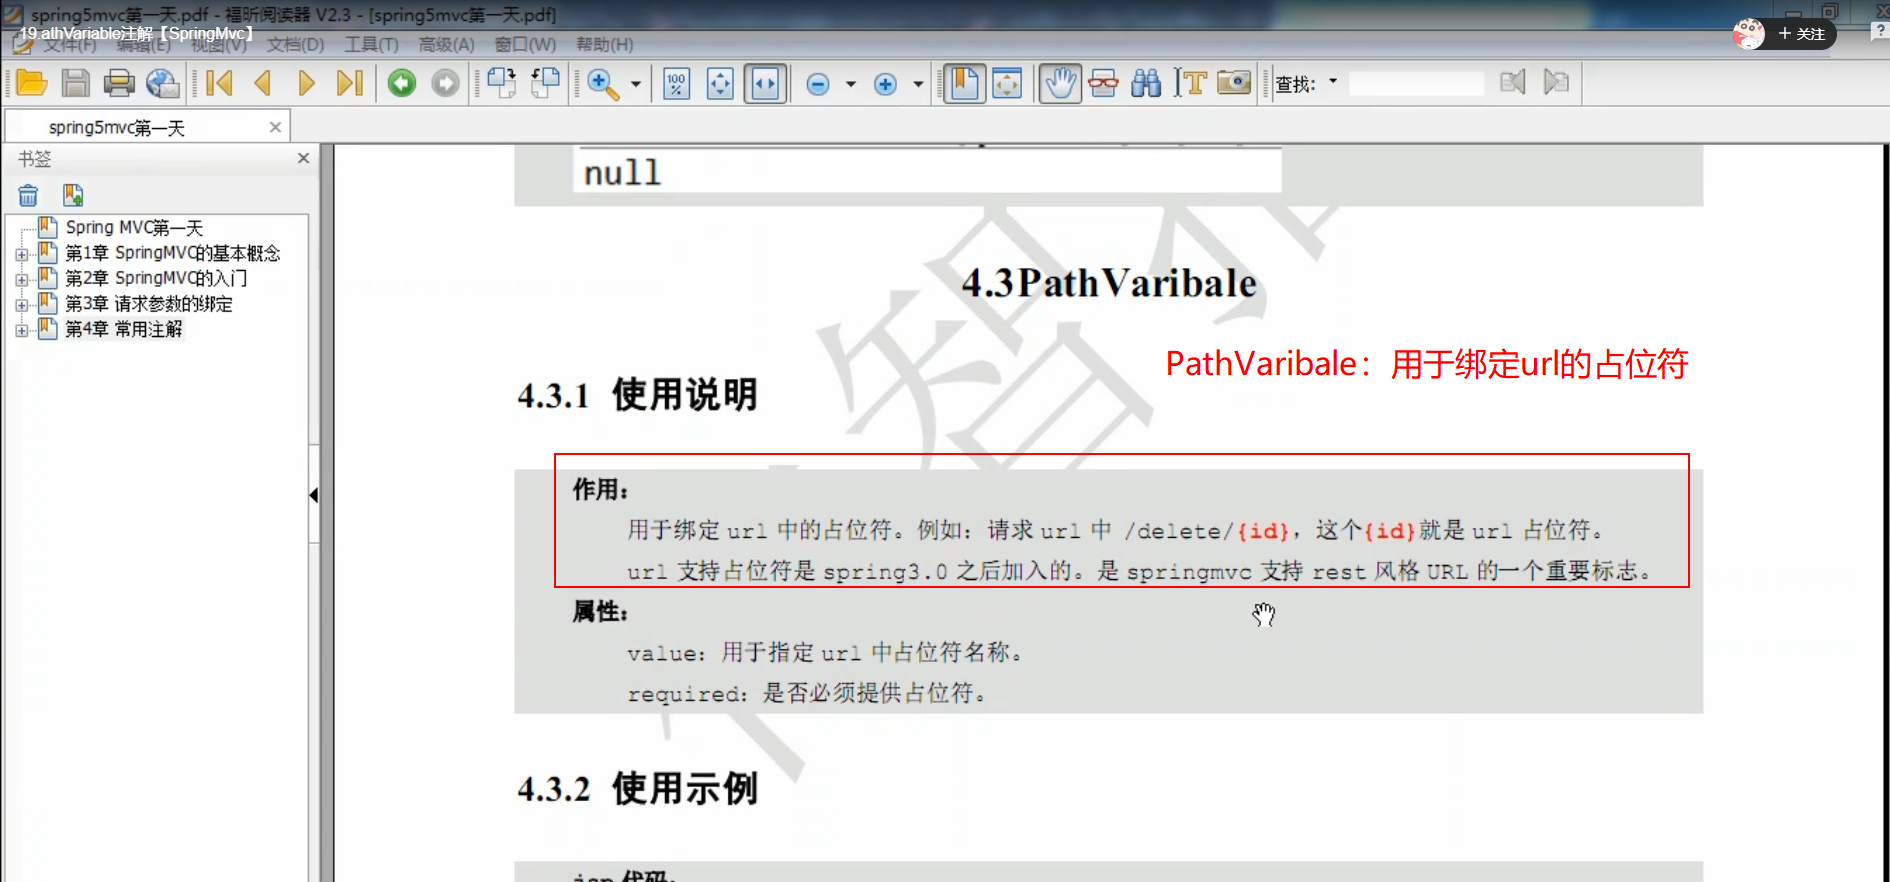 spring5mvc第一天.pdf - 福昕阅读器 V2.3 - [spring5mvc第一天.pdf]
19.athVariable注解【SpringMvc】
+ 关注
文件(F) 编辑(E) 视图(V) 文档(D) 工具(T) 高级(A) 窗口(W) 帮助(H)
100 %
查找:
spring5mvc第一天
书签
Spring MVC第一天
第1章 SpringMVC的基本概念
第2章 SpringMVC的入门
第3章 请求参数的绑定
第4章 常用注解
null
4.3PathVaribale
PathVaribale：用于绑定url的占位符
4.3.1 使用说明
作用：
用于绑定 url 中的占位符。例如：请求 url 中 /delete/{id}，这个{id}就是 url 占位符。
url 支持占位符是 spring3.0 之后加入的。是 springmvc 支持 rest 风格 URL 的一个重要标志。
属性：
value：用于指定 url 中占位符名称。
required：是否必须提供占位符。
4.3.2 使用示例
jsp 代码：